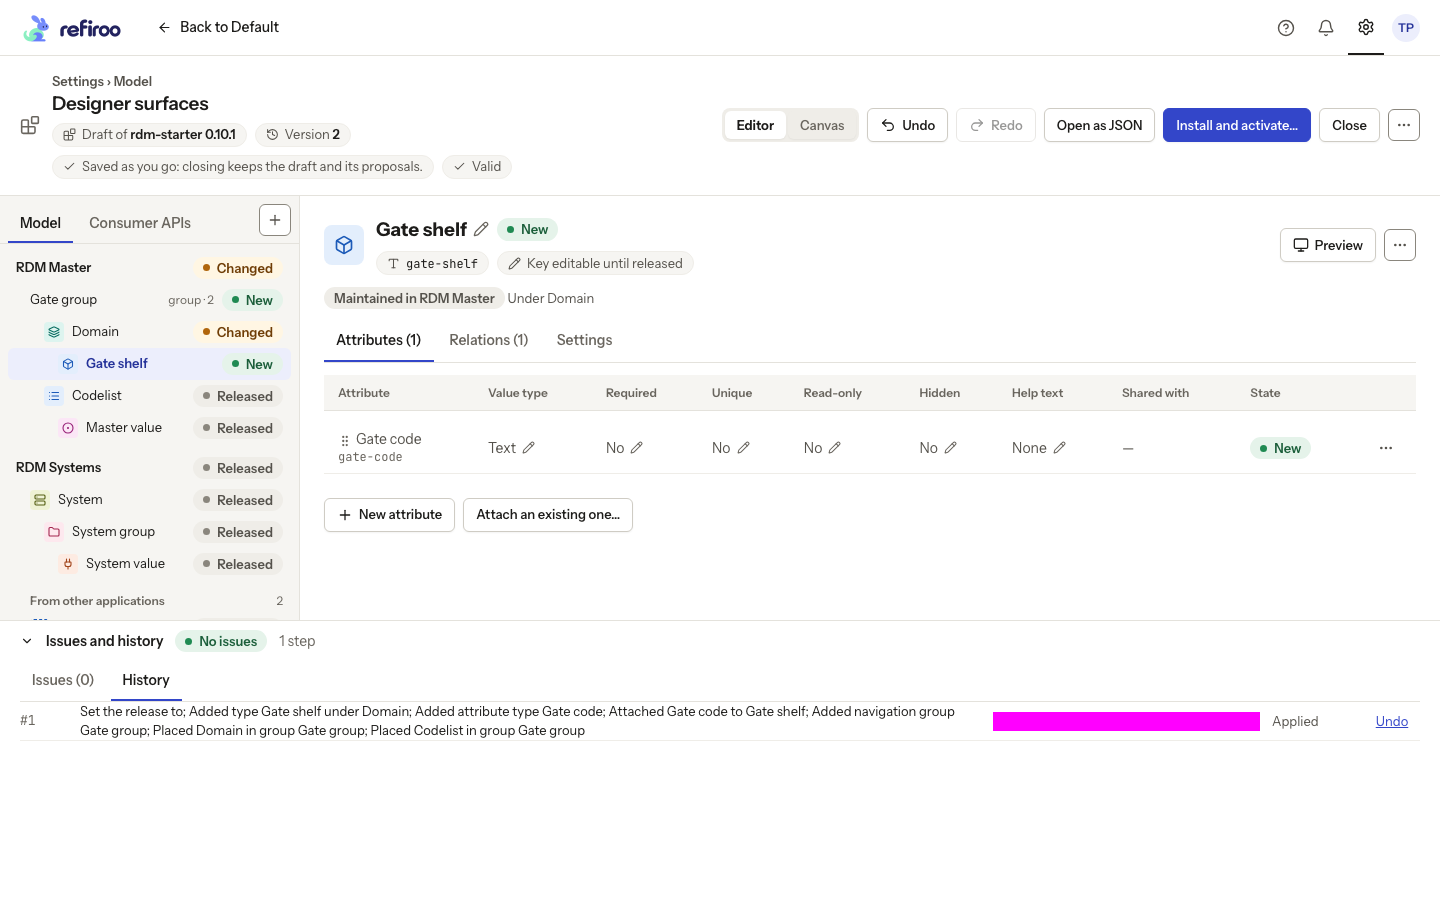 refiroo
Back to Default
TP
Settings › Model
Designer surfaces
Draft of rdm-starter 0.10.1
Version 2
Saved as you go: closing keeps the draft and its proposals.
Valid
Editor
Canvas
Undo
Redo
Open as JSON
Install and activate...
Close
Model
Consumer APIs
RDM Master
Changed
Gate group
group · 2
New
Domain
Changed
Gate shelf
New
Codelist
Released
Master value
Released
RDM Systems
Released
System
Released
System group
Released
System value
Released
From other applications
2
Gate shelf
New
gate-shelf
Key editable until released
Preview
Maintained in RDM Master
Under Domain
Attributes (1)
Relations (1)
Settings
Attribute
Value type
Required
Unique
Read-only
Hidden
Help text
Shared with
State
Gate code
gate-code
Text
No
No
No
No
None
—
New
New attribute
Attach an existing one...
Issues and history
No issues
1 step
Issues (0)
History
#1
Set the release to; Added type Gate shelf under Domain; Added attribute type Gate code; Attached Gate code to Gate shelf; Added navigation group
Gate group; Placed Domain in group Gate group; Placed Codelist in group Gate group
Applied
Undo